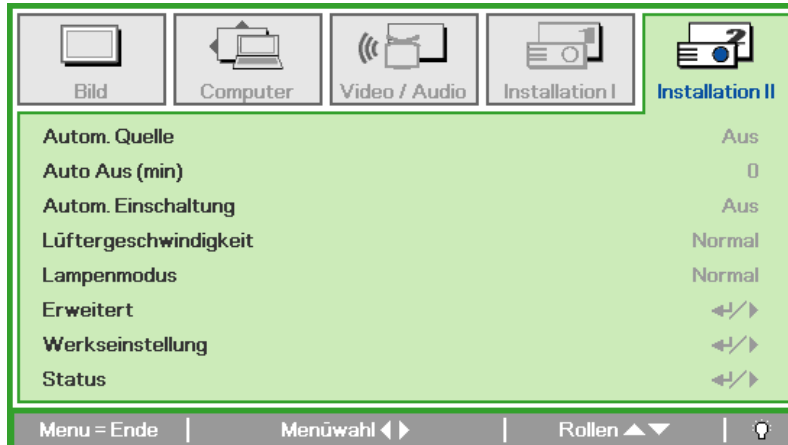 Bild
Computer
Video / Audio
Installation I
2
Installation II
Autom. Quelle Aus
Auto Aus (min) 0
Autom. Einschaltung Aus
Lüftergeschwindigkeit Normal
Lampenmodus Normal
Erweitert
Werkseinstellung
Status
Menu = Ende | Menüwahl | Rollen |